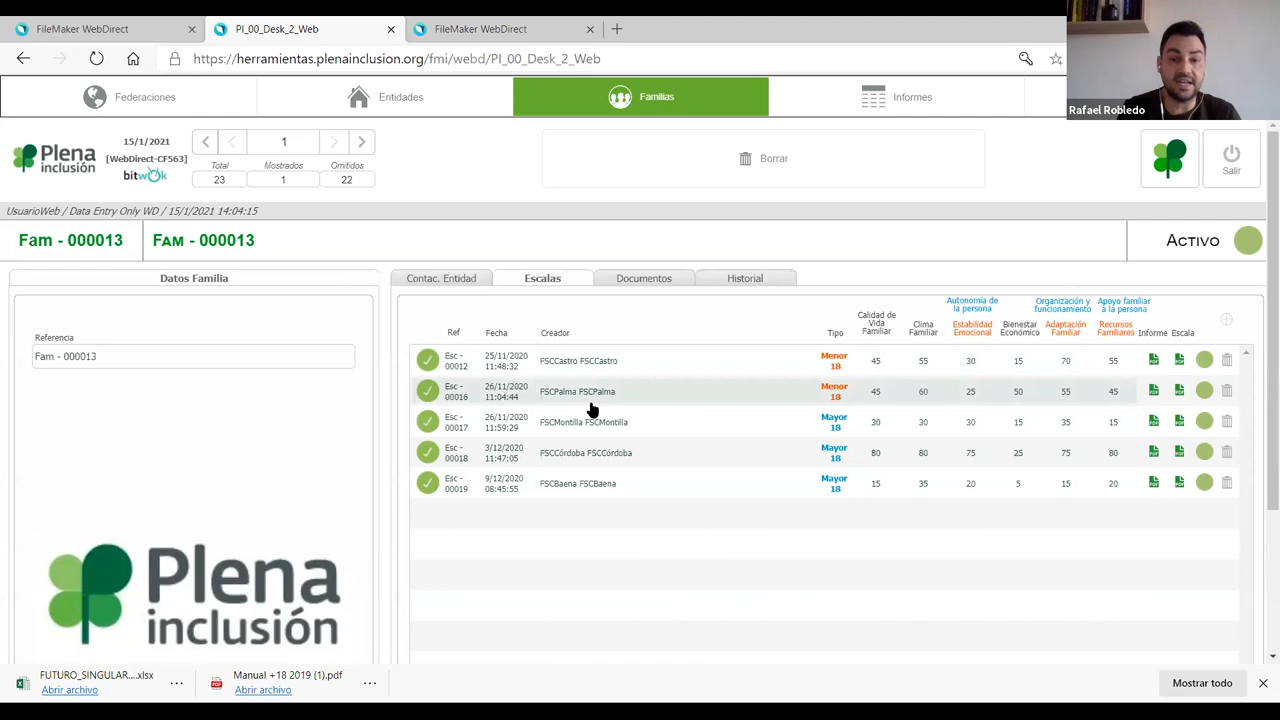 FileMaker WebDirect
PI_00_Desk_2_Web
FileMaker WebDirect
https://herramientas.plenainclusion.org/fmi/webd/PI_00_Desk_2_Web
Rafael Robledo
Federaciones
Entidades
Familias
Informes
Plena inclusión
15/1/2021
[WebDirect-CF563]
bitwok
1
Total
Mostrados
Omitidos
23
1
22
Borrar
Salir
UsuarioWeb / Data Entry Only WD / 15/1/2021 14:04:15
Fam - 000013
FAM - 000013
ACTIVO
Datos Familia
Referencia
Fam - 000013
Plena inclusión
Contac. Entidad
Escalas
Documentos
Historial
Autonomía de la persona
Organización y funcionamiento
Apoyo familiar a la persona
Ref
Fecha
Creador
Tipo
Calidad de Vida Familiar
Clima Familiar
Estabilidad Emocional
Bienestar Económico
Adaptación Familiar
Recursos Familiares
Informe
Escala
Esc - 00012 25/11/2020 11:48:32 FSCCastro FSCCastro Menor 18 45 55 30 15 70 55
Esc - 00016 26/11/2020 11:04:44 FSCPalma FSCPalma Menor 18 45 60 25 50 55 45
Esc - 00017 26/11/2020 11:59:29 FSCMontilla FSCMontilla Mayor 18 30 30 30 15 35 15
Esc - 00018 3/12/2020 11:47:05 FSCCórdoba FSCCórdoba Mayor 18 80 80 75 25 75 80
Esc - 00019 9/12/2020 08:45:55 FSCBaena FSCBaena Mayor 18 15 35 20 5 15 20
FUTURO_SINGULAR....xlsx
Abrir archivo
Manual +18 2019 (1).pdf
Abrir archivo
Mostrar todo